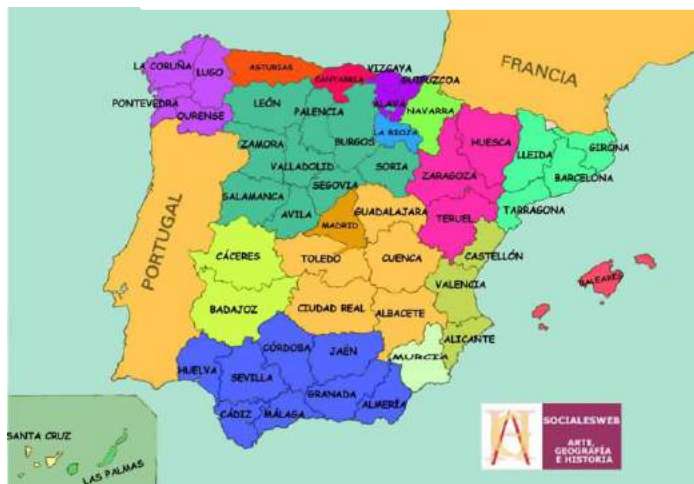 FRANCIA
LA CORUÑA
LUGO
ASTURIAS
CANTABRIA
VIZCAYA
GUIPUZCOA
ALAVA
NAVARRA
PONTEVEDRA
OURENSE
LEÓN
PALENCIA
BURGOS
LA RIOJA
HUESCA
LLEIDA
GIRONA
BARCELONA
ZAMORA
VALLADOLID
SORIA
ZARAGOZA
SEGOVIA
SALAMANCA
AVILA
MADRID
GUADALAJARA
TERUEL
TARRAGONA
PORTUGAL
CÁCERES
TOLEDO
CUENCA
CASTELLÓN
VALENCIA
BALEARES
BADAJOZ
CIUDAD REAL
ALBACETE
ALICANTE
MURCIA
CÓRDOBA
JAÉN
HUELVA
SEVILLA
GRANADA
ALMERÍA
CÁDIZ
MÁLAGA
SANTA CRUZ
LAS PALMAS
SOCIALESWEB
ARTE,
GEOGRAFÍA
E HISTORIA